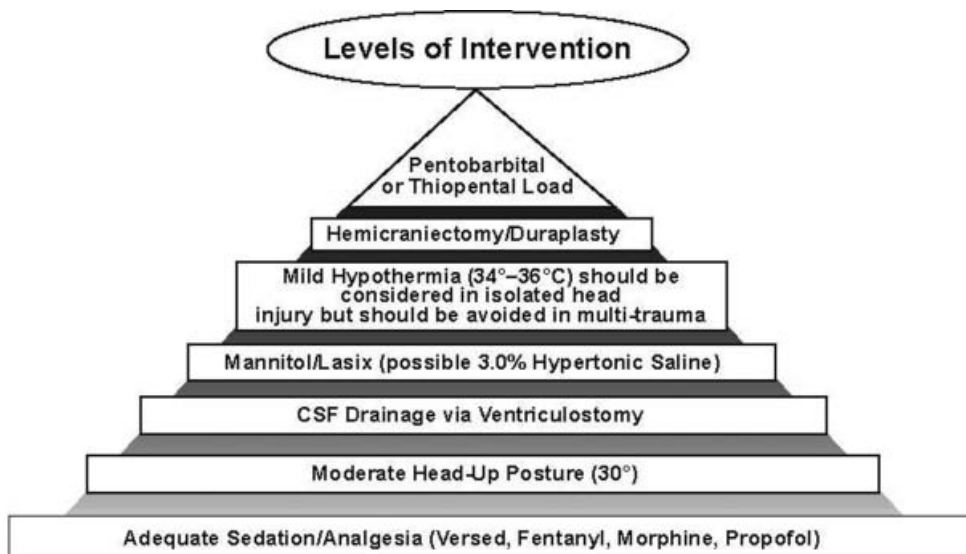 Levels of Intervention
Pentobarbital
or Thiopental Load
Hemicraniectomy/Duraplasty
Mild Hypothermia (34°–36°C) should be
considered in isolated head
injury but should be avoided in multi-trauma
Mannitol/Lasix (possible 3.0% Hypertonic Saline)
CSF Drainage via Ventriculostomy
Moderate Head-Up Posture (30°)
Adequate Sedation/Analgesia (Versed, Fentanyl, Morphine, Propofol)